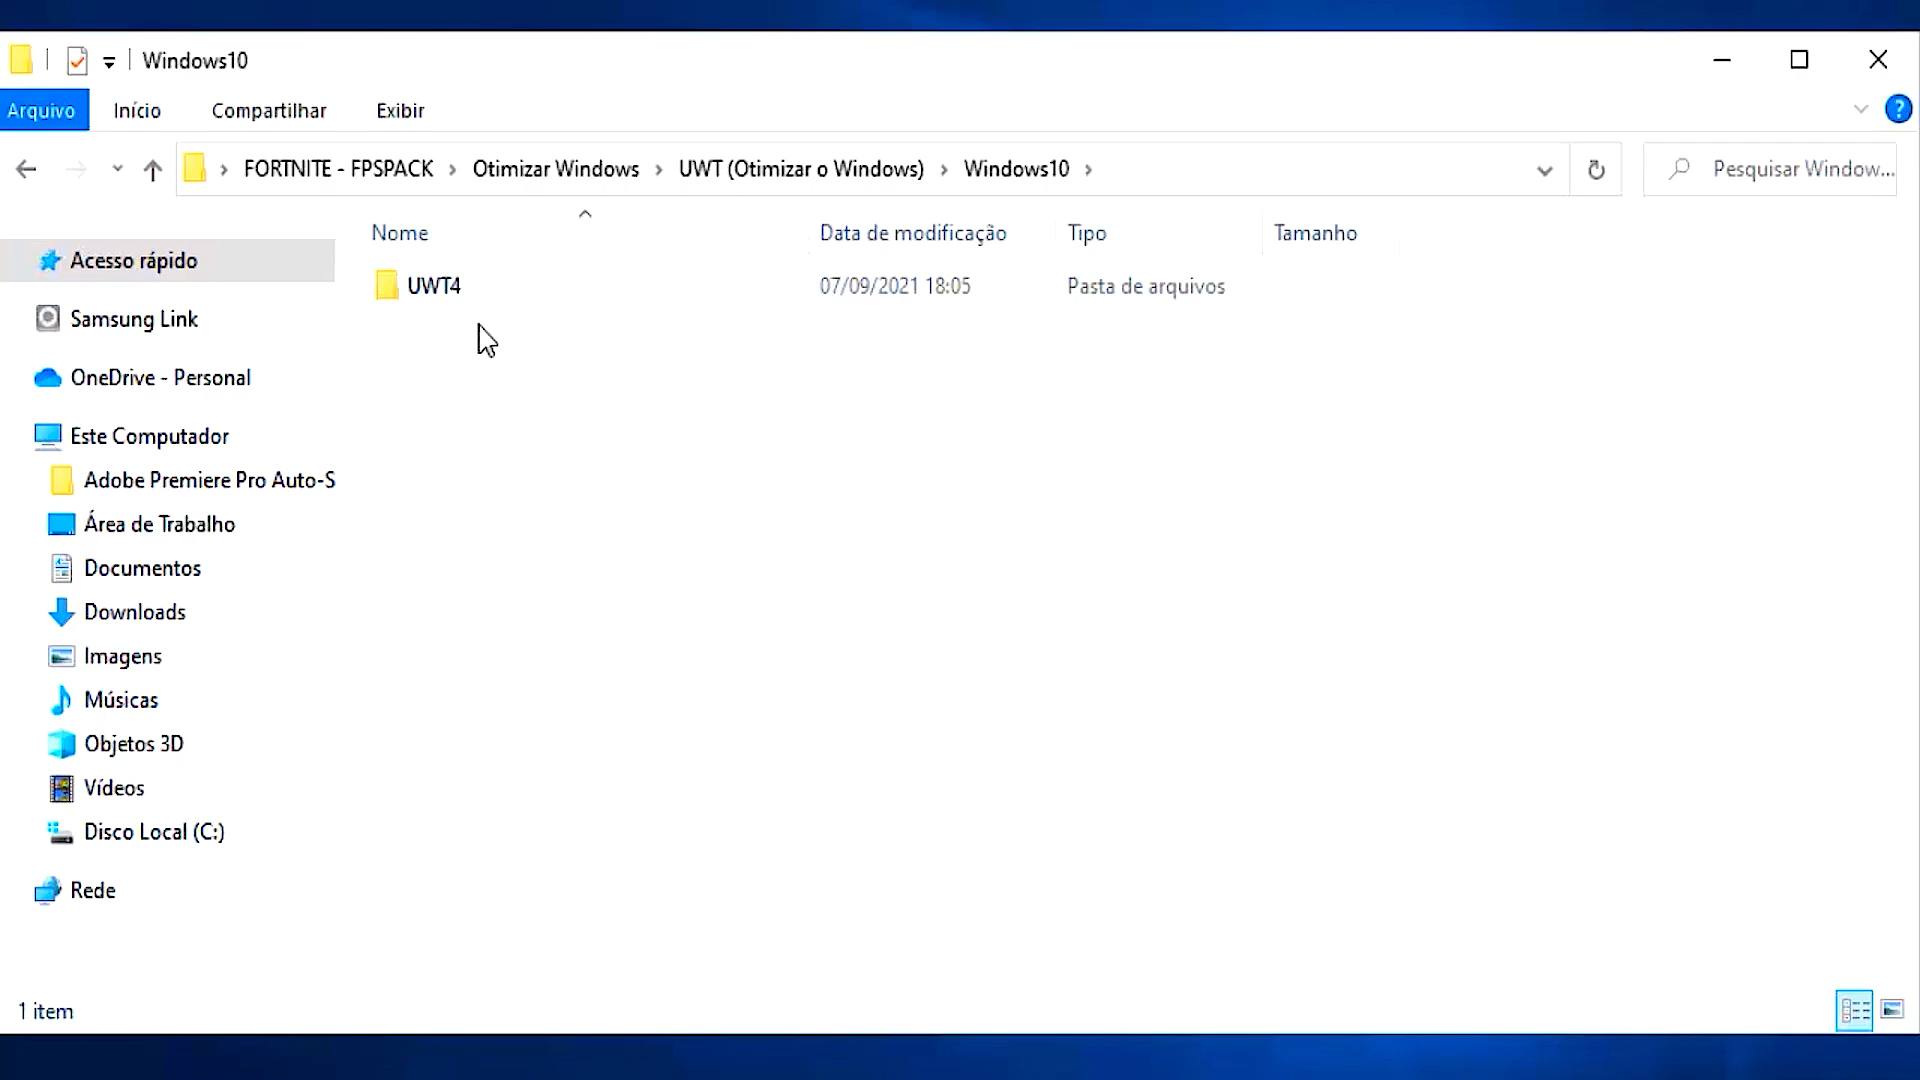 Windows10
Arquivo Início Compartilhar Exibir
FORTNITE - FPSPACK › Otimizar Windows › UWT (Otimizar o Windows) › Windows10 ›
Pesquisar Window...
Nome Data de modificação Tipo Tamanho
UWT4 07/09/2021 18:05 Pasta de arquivos
Acesso rápido
Samsung Link
OneDrive - Personal
Este Computador
Adobe Premiere Pro Auto-S
Área de Trabalho
Documentos
Downloads
Imagens
Músicas
Objetos 3D
Vídeos
Disco Local (C:)
Rede
1 item